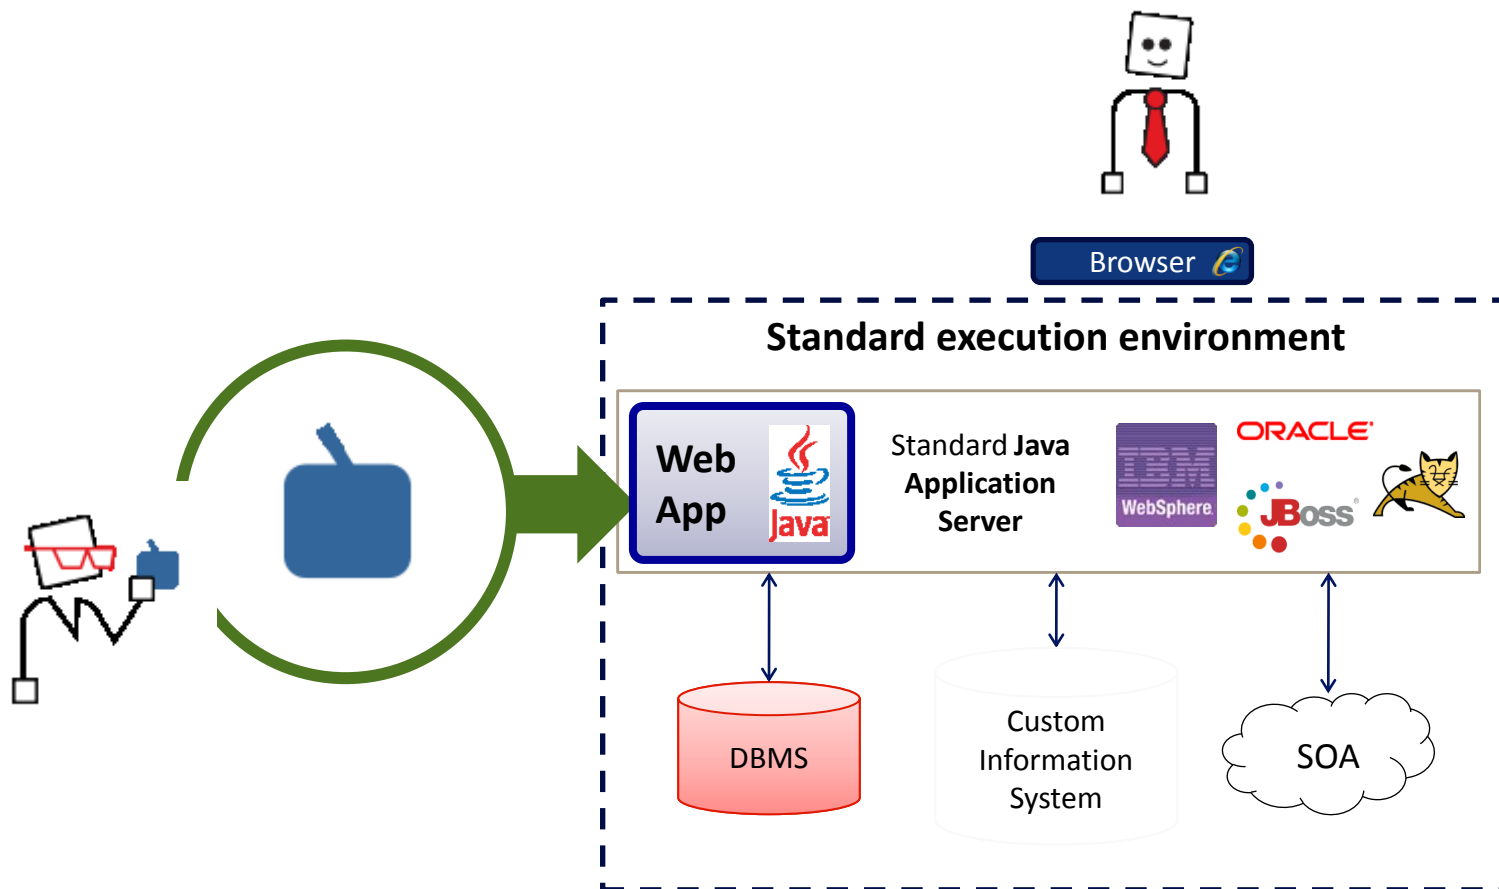 Browser
Standard execution environment
Web
App
Java
Standard Java
Application
Server
IBM
WebSphere.
ORACLE
JBoss
DBMS
Custom
Information
System
SOA